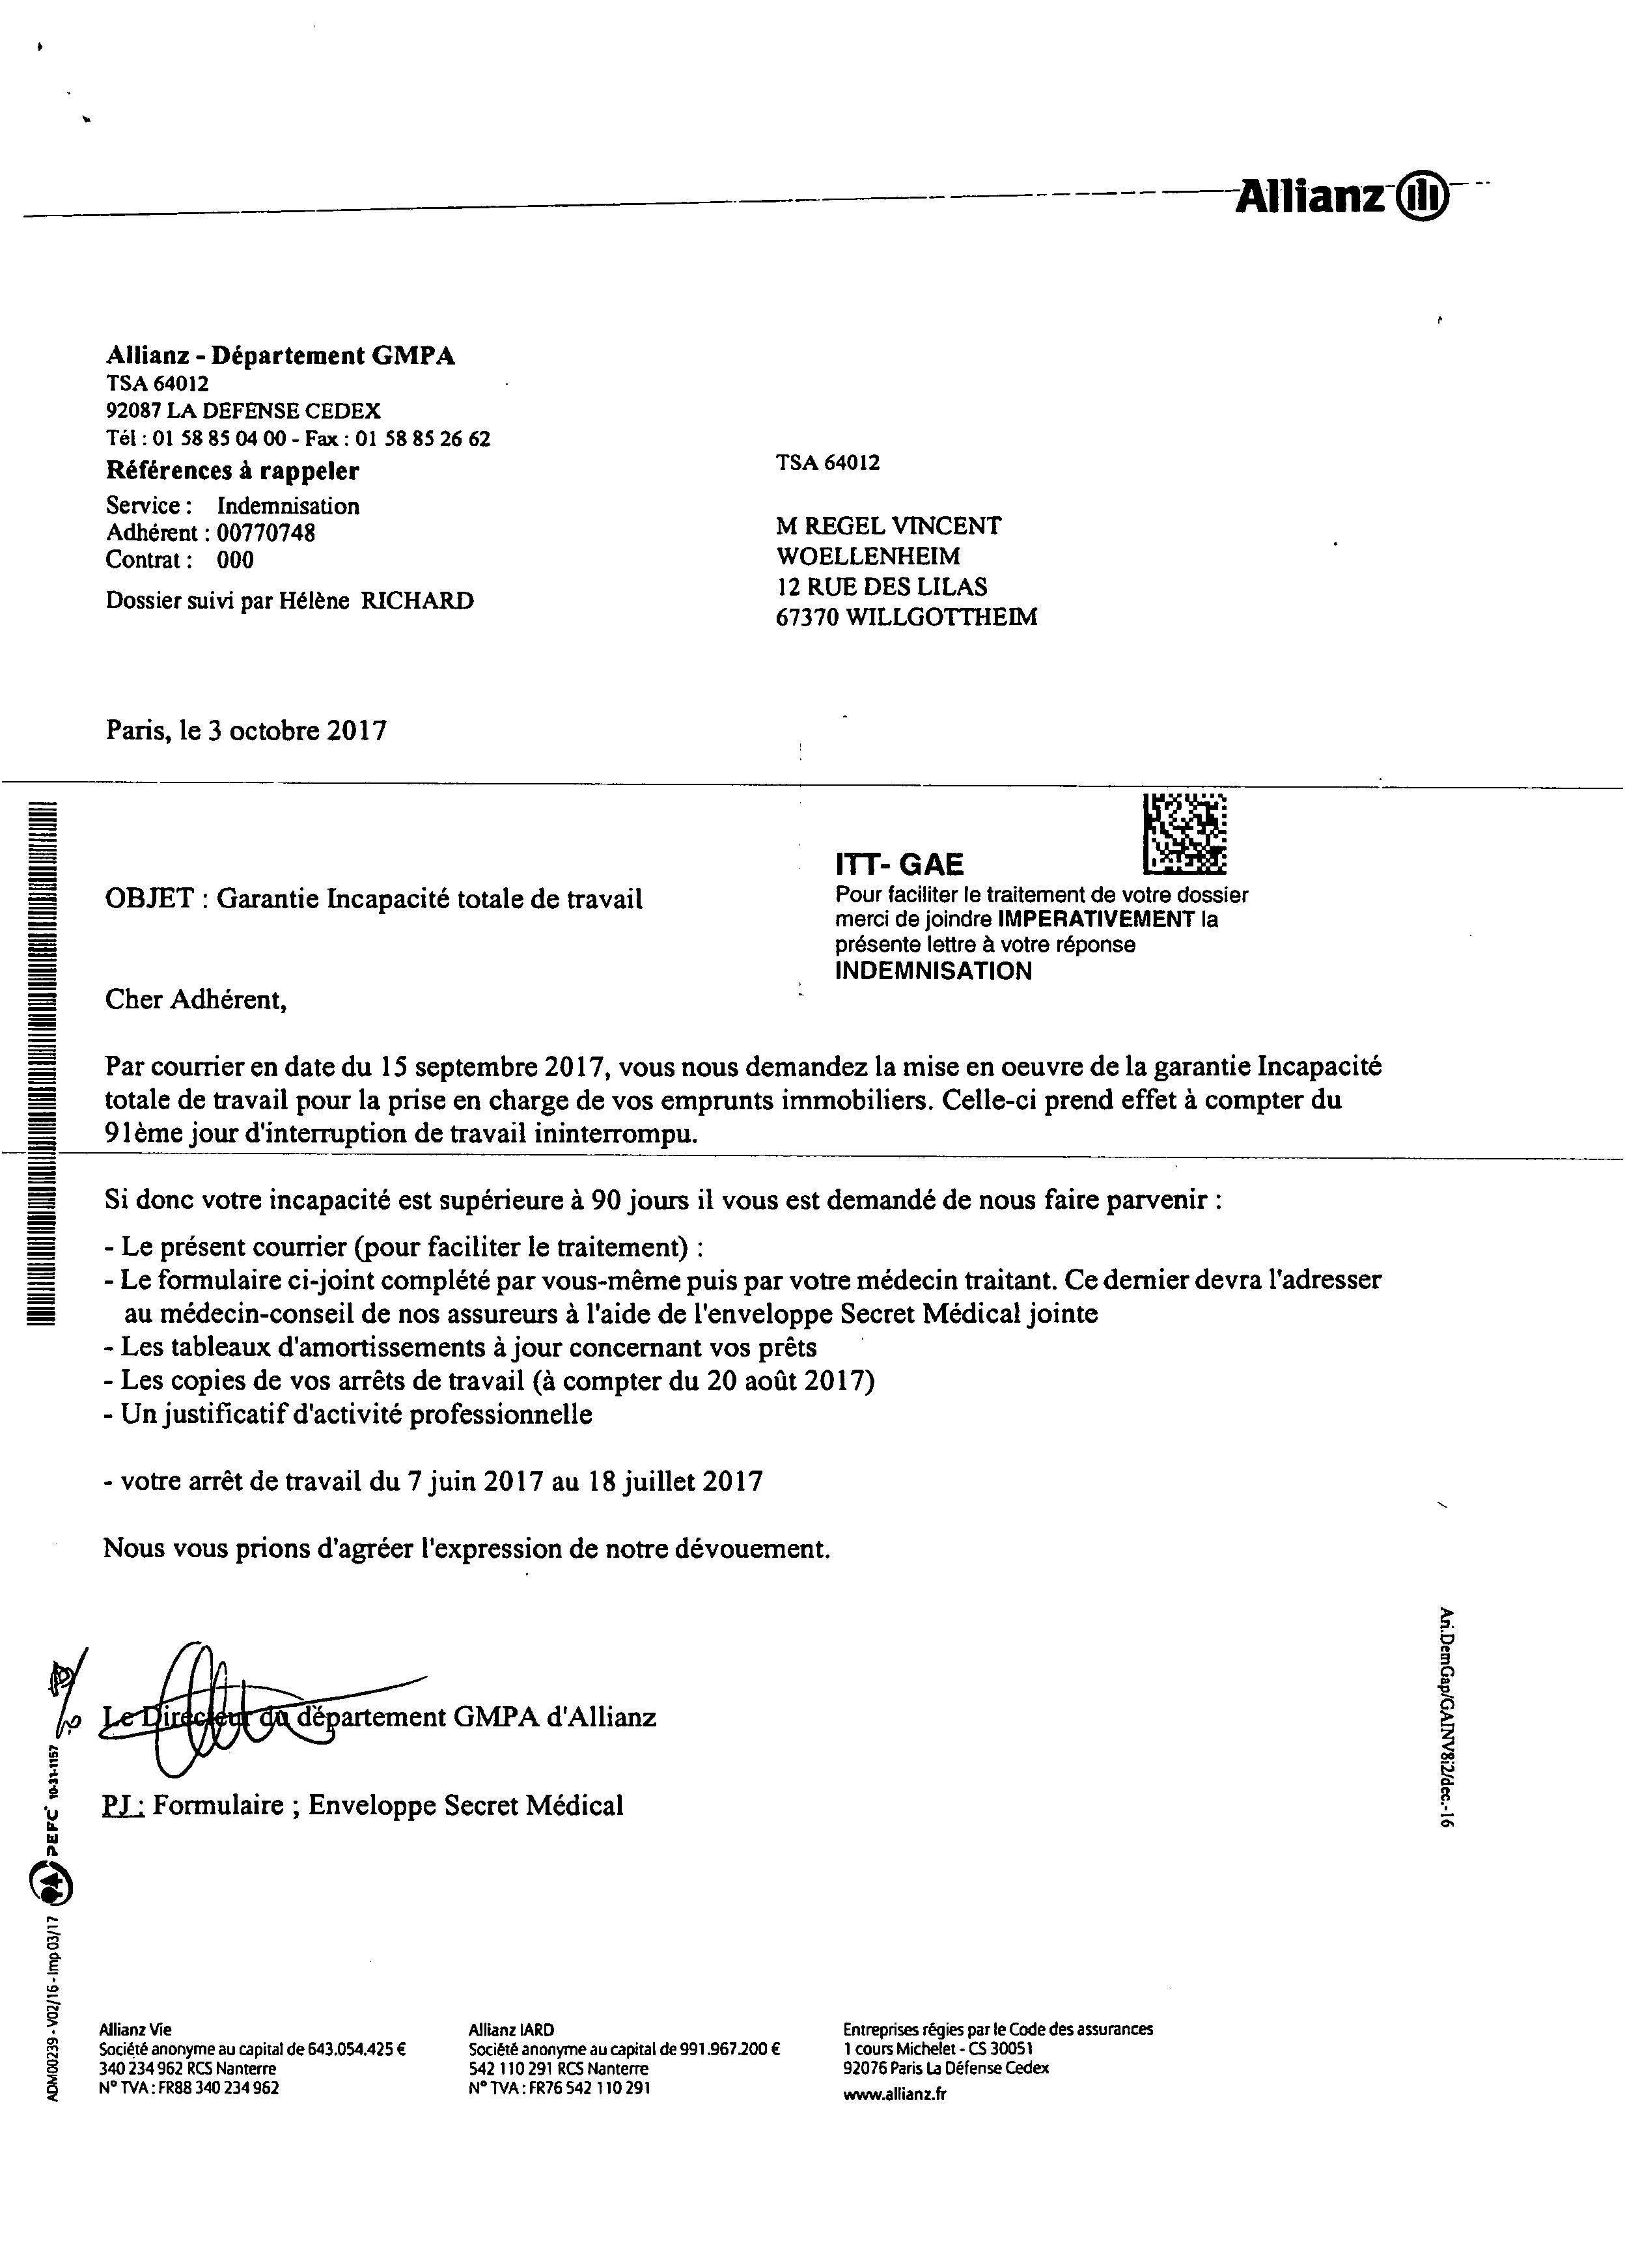 Allianz
Allianz - Département GMPA
TSA 64012
92087 LA DEFENSE CEDEX
Tél : 01 58 85 04 00 - Fax : 01 58 85 26 62
Références à rappeler
Service : Indemnisation
Adhérent : 00770748
Contrat : 000
Dossier suivi par Hélène RICHARD
TSA 64012
M REGEL VINCENT
WOELLENHEIM
12 RUE DES LILAS
67370 WILLGOTTHEIM
Paris, le 3 octobre 2017
ITT- GAE
Pour faciliter le traitement de votre dossier
merci de joindre IMPERATIVEMENT la
présente lettre à votre réponse
INDEMNISATION
OBJET : Garantie Incapacité totale de travail
Cher Adhérent,
Par courrier en date du 15 septembre 2017, vous nous demandez la mise en oeuvre de la garantie Incapacité
totale de travail pour la prise en charge de vos emprunts immobiliers. Celle-ci prend effet à compter du
91ème jour d'interruption de travail ininterrompu.
Si donc votre incapacité est supérieure à 90 jours il vous est demandé de nous faire parvenir :
- Le présent courrier (pour faciliter le traitement) :
- Le formulaire ci-joint complété par vous-même puis par votre médecin traitant. Ce dernier devra l'adresser
au médecin-conseil de nos assureurs à l'aide de l'enveloppe Secret Médical jointe
- Les tableaux d'amortissements à jour concernant vos prêts
- Les copies de vos arrêts de travail (à compter du 20 août 2017)
- Un justificatif d'activité professionnelle
- votre arrêt de travail du 7 juin 2017 au 18 juillet 2017
Nous vous prions d'agréer l'expression de notre dévouement.
Le Directeur du département GMPA d'Allianz
PJ : Formulaire ; Enveloppe Secret Médical
Ari.DemGap/GAINV8i2/dec.-16
ADM00239 - V02/16 - Imp 03/17
PEFC 10-31-1157
Allianz Vie
Société anonyme au capital de 643.054.425 €
340 234 962 RCS Nanterre
N° TVA : FR88 340 234 962
Allianz IARD
Société anonyme au capital de 991.967.200 €
542 110 291 RCS Nanterre
N° TVA : FR76 542 110 291
Entreprises régies par le Code des assurances
1 cours Michelet - CS 30051
92076 Paris La Défense Cedex
www.allianz.fr